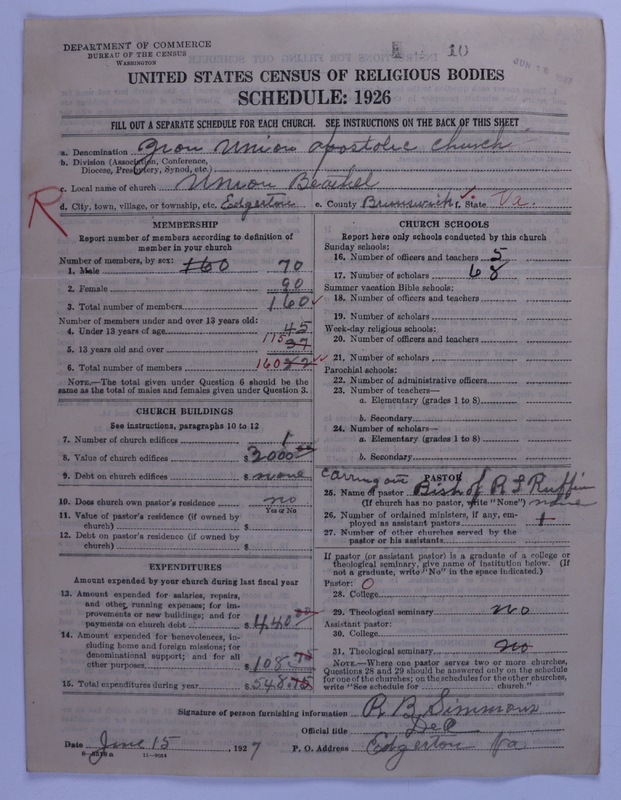 DEPARTMENT OF COMMERCE
BUREAU OF THE CENSUS
WASHINGTON
10
UNITED STATES CENSUS OF RELIGIOUS BODIES
SCHEDULE: 1926
FILL OUT A SEPARATE SCHEDULE FOR EACH CHURCH. SEE INSTRUCTIONS ON THE BACK OF THIS SHEET
a. Denomination Zion Union apostolic church
b. Division (Association, Conference,
Diocese, Presbytery, Synod, etc.)
c. Local name of church Union Beathel
R
d. City, town, village, or township, etc. Edgerton e. County Brunswick f. State Va.
MEMBERSHIP
Report number of members according to definition of
member in your church
Number of members, by sex:
1. Male 160 70
2. Female 90
3. Total number of members 160
Number of members under and over 13 years old:
4. Under 13 years of age 45
5. 13 years old and over 115 37
6. Total number of members 160
NOTE.—The total given under Question 6 should be the
same as the total of males and females given under Question 3.
CHURCH BUILDINGS
See instructions, paragraphs 10 to 12
7. Number of church edifices 1
8. Value of church edifices $ 2000
9. Debt on church edifices $ none
10. Does church own pastor's residence no
Yes or No
11. Value of pastor's residence (if owned by
church) $
12. Debt on pastor's residence (if owned by
church) $
EXPENDITURES
Amount expended by your church during last fiscal year
13. Amount expended for salaries, repairs,
and other running expenses; for im-
provements or new buildings; and for
payments on church debt $ 440.00
14. Amount expended for benevolences, in-
cluding home and foreign missions; for
denominational support; and for all
other purposes $ 108.75
15. Total expenditures during year $ 548.75
CHURCH SCHOOLS
Report here only schools conducted by this church
Sunday schools:
16. Number of officers and teachers 5
17. Number of scholars 68
Summer vacation Bible schools:
18. Number of officers and teachers
19. Number of scholars
Week-day religious schools:
20. Number of officers and teachers
21. Number of scholars
Parochial schools:
22. Number of administrative officers
23. Number of teachers—
a. Elementary (grades 1 to 8)
b. Secondary
24. Number of scholars—
a. Elementary (grades 1 to 8)
b. Secondary
PASTOR
25. Name of pastor Bishop R F Ruffin
(If church has no pastor, write "None") none
26. Number of ordained ministers, if any, em-
ployed as assistant pastors
27. Number of other churches served by the
pastor or his assistants
If pastor (or assistant pastor) is a graduate of a college or
theological seminary, give name of institution below. (If
not a graduate, write "No" in the space indicated.)
Pastor: O
28. College
29. Theological seminary no
Assistant pastor:
30. College
31. Theological seminary no
NOTE.—Where one pastor serves two or more churches,
Questions 28 and 29 should be answered only on the schedule
for one of the churches; on the schedules for the other churches,
write "See schedule for church."
Signature of person furnishing information R B Simmons
Official title
Date June 15, 1927 P. O. Address Edgerton Va